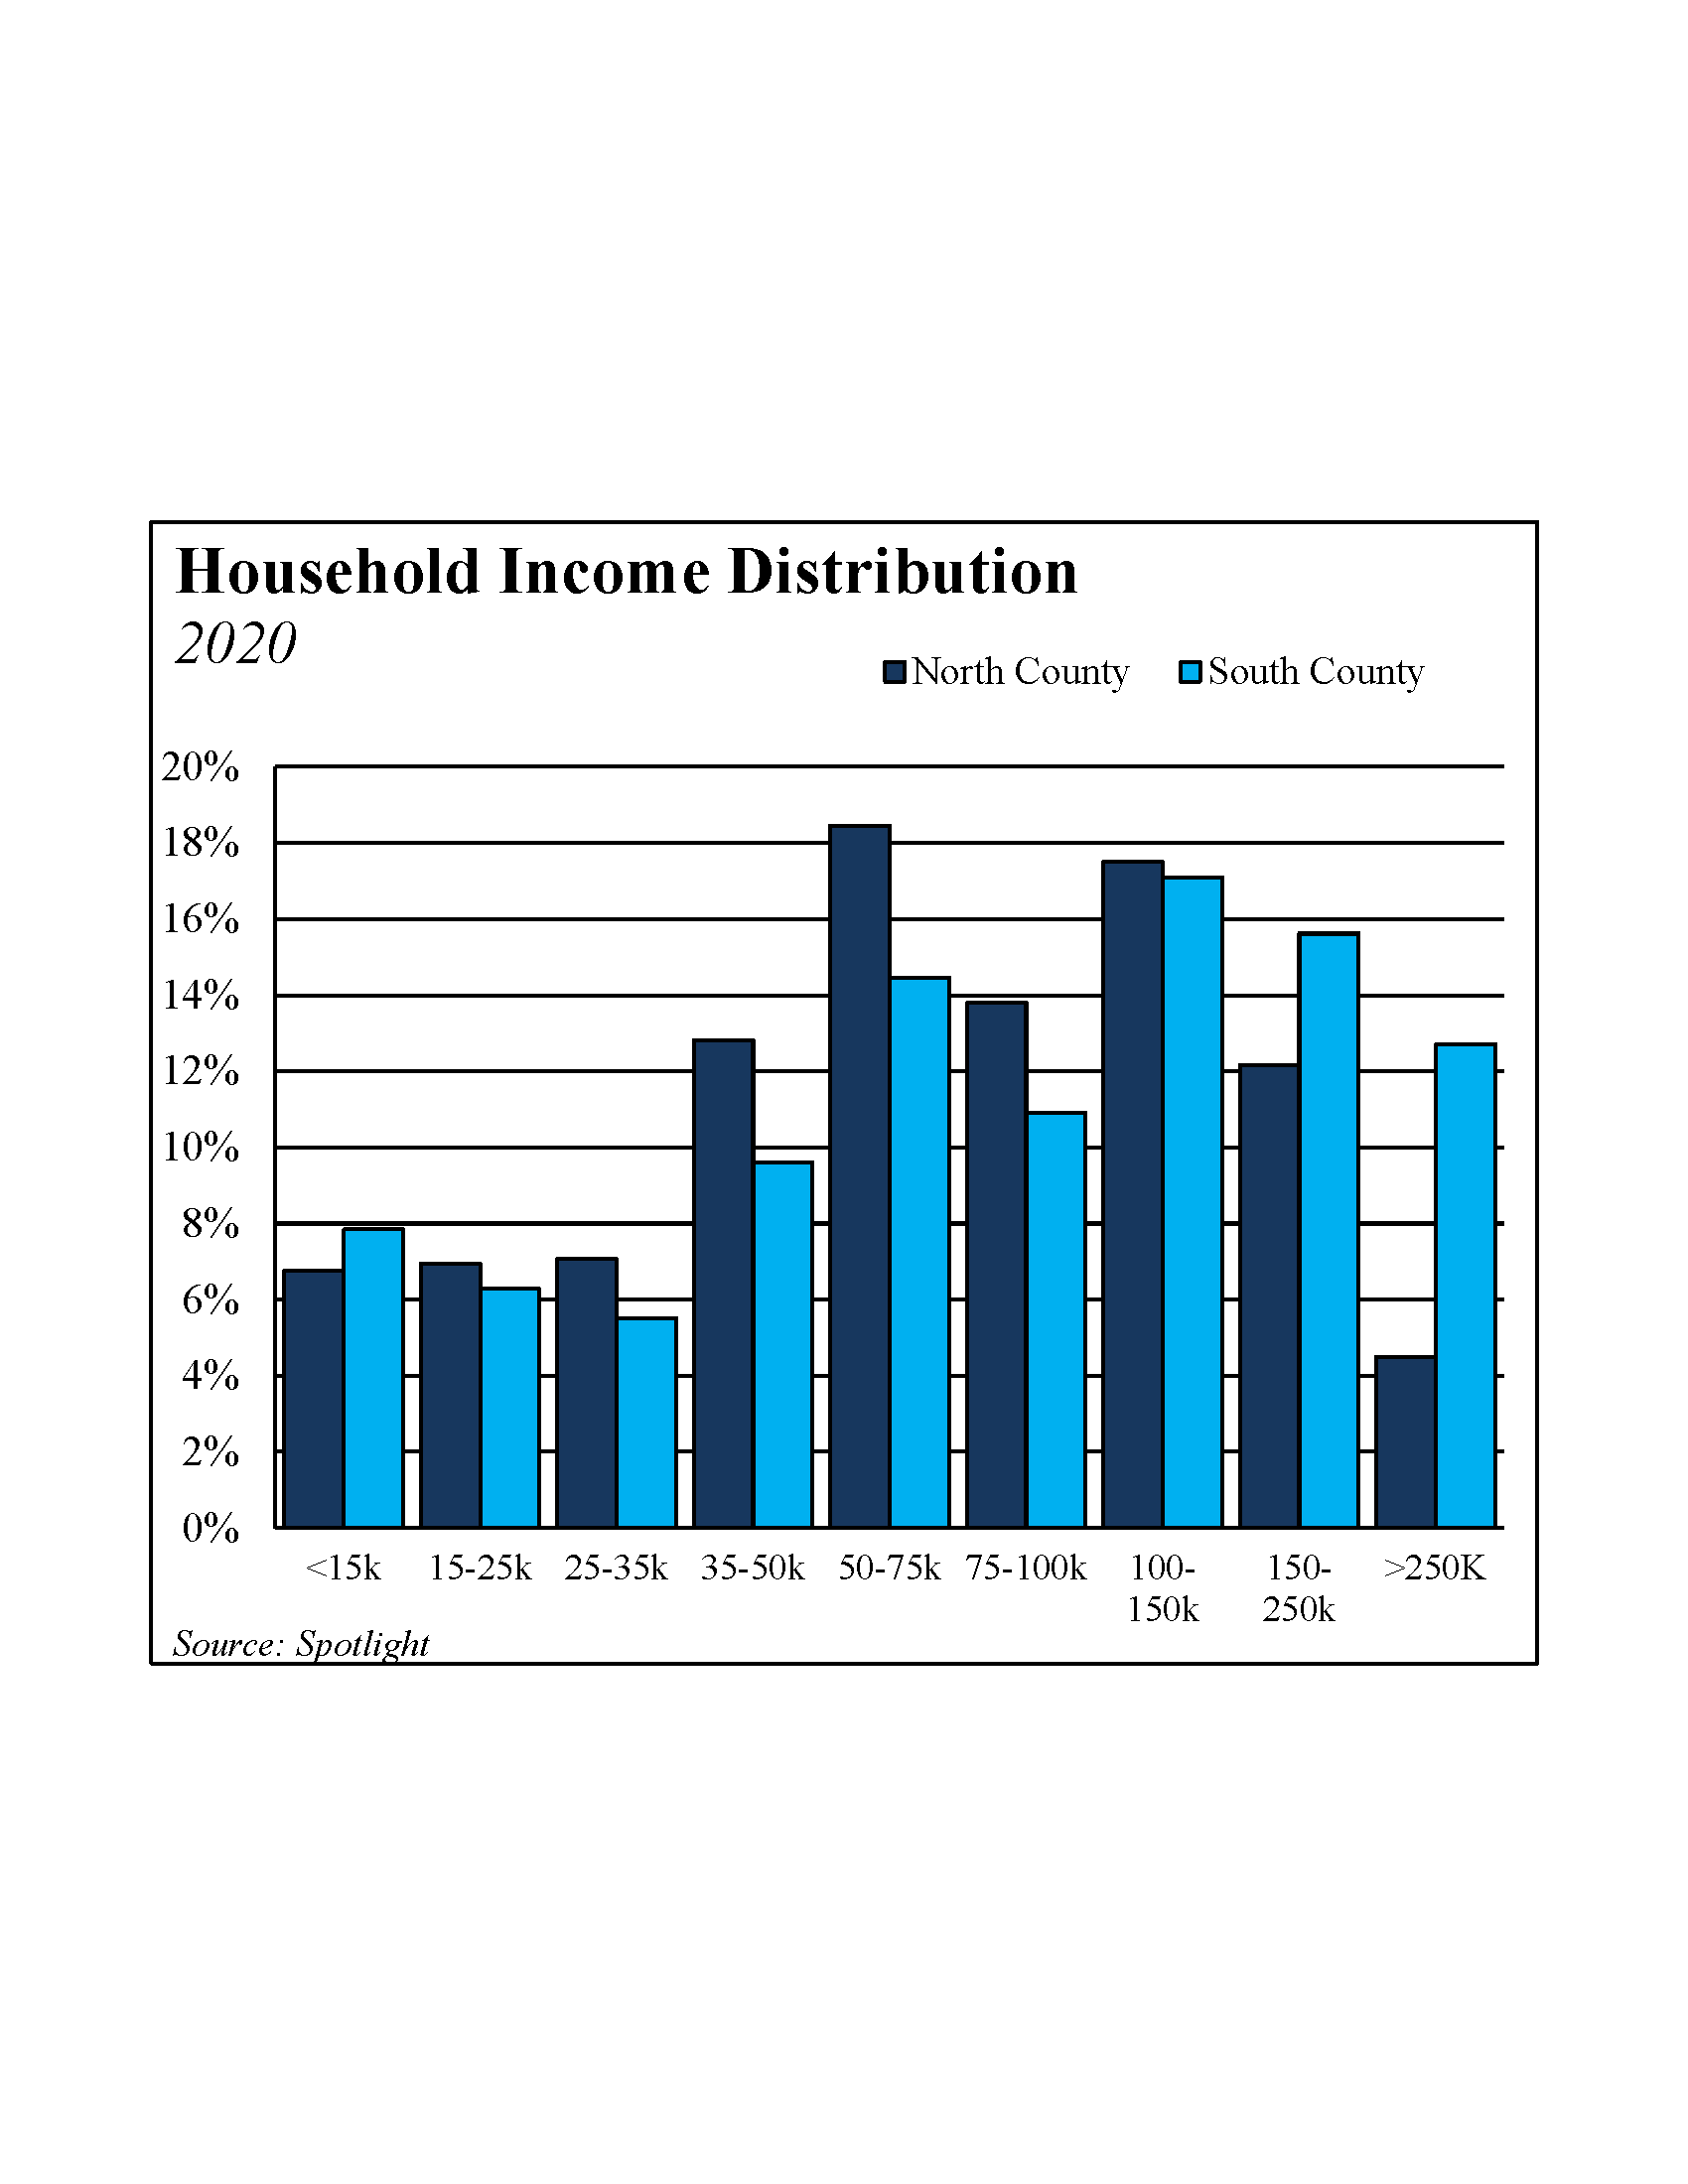 Household Income Distribution
2020
North County South County
20%
18%
16%
14%
12%
10%
8%
6%
4%
2%
0%
<15k 15-25k 25-35k 35-50k 50-75k 75-100k 100- 150- >250K
150k 250k
Source: Spotlight